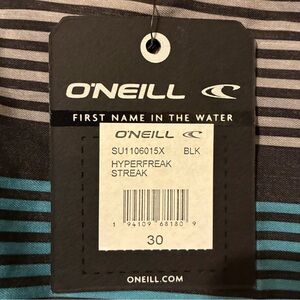 O'NEILL
FIRST NAME IN THE WATER
O'NEILL
SU1106015X BLK
HYPERFREAK
STREAK
1 94109 68180 9
30
ONEILL.COM